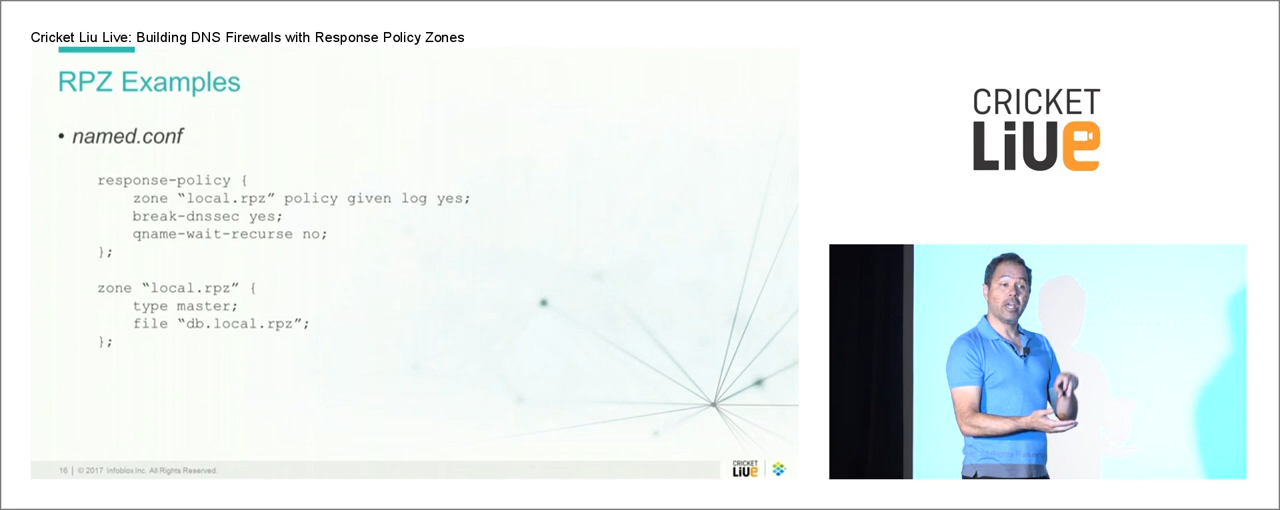 Cricket Liu Live: Building DNS Firewalls with Response Policy Zones
RPZ Examples
• named.conf
response-policy {
    zone “local.rpz” policy given log yes;
    break-dnssec yes;
    qname-wait-recurse no;
};
zone “local.rpz” {
    type master;
    file “db.local.rpz”;
};
16 | © 2017 Infoblox Inc. All Rights Reserved.
CRICKET
LiUe
CRICKET
LiUe